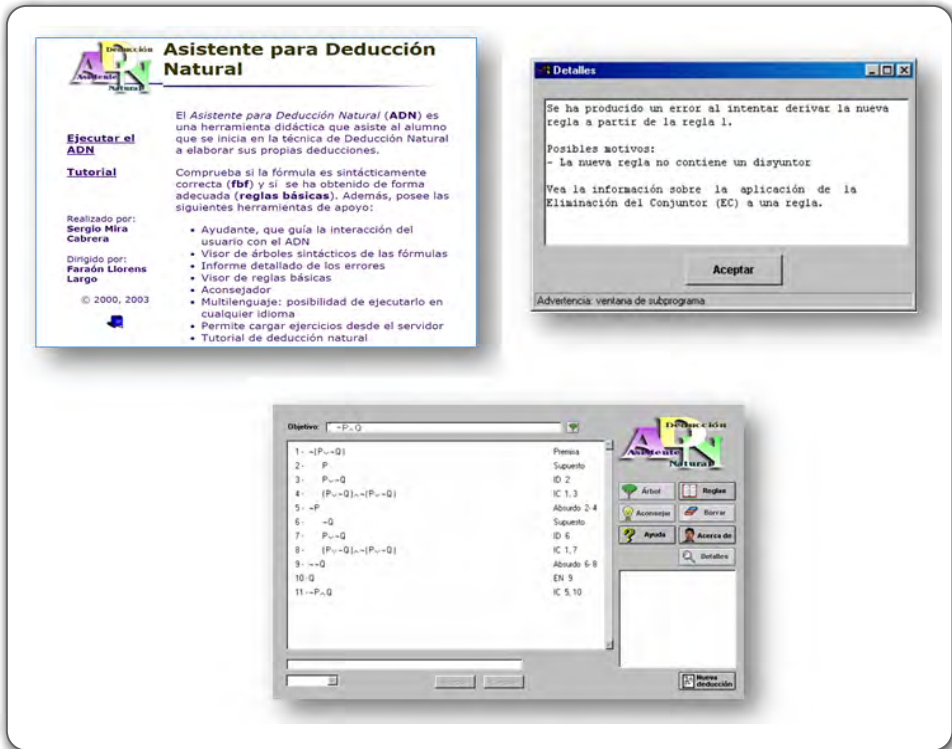 Deducción
Asistente
Natural
Asistente para Deducción
Natural
Ejecutar el
ADN
Tutorial
Realizado por:
Sergio Mira
Cabrera
Dirigido por:
Faraón Llorens
Largo
© 2000, 2003
El Asistente para Deducción Natural (ADN) es
una herramienta didáctica que asiste al alumno
que se inicia en la técnica de Deducción Natural
a elaborar sus propias deducciones.
Comprueba si la fórmula es sintácticamente
correcta (fbf) y si se ha obtenido de forma
adecuada (reglas básicas). Además, posee las
siguientes herramientas de apoyo:
• Ayudante, que guía la interacción del
usuario con el ADN
• Visor de árboles sintácticos de las fórmulas
• Informe detallado de los errores
• Visor de reglas básicas
• Aconsejador
• Multilenguaje: posibilidad de ejecutarlo en
cualquier idioma
• Permite cargar ejercicios desde el servidor
• Tutorial de deducción natural
Detalles
Se ha producido un error al intentar derivar la nueva
regla a partir de la regla 1.
Posibles motivos:
- La nueva regla no contiene un disyuntor
Vea la información sobre la aplicación de la
Eliminación del Conjuntor (EC) a una regla.
Aceptar
Advertencia: ventana de subprograma
Objetivo: ¬P∧Q
1 - ¬(P∨¬Q) Premisa
2 - P Supuesto
3 - P∨¬Q ID 2
4 - (P∨¬Q)∧¬(P∨¬Q) IC 1, 3
5 - ¬P Absurdo 2-4
6 - ¬Q Supuesto
7 - P∨¬Q ID 6
8 - (P∨¬Q)∧¬(P∨¬Q) IC 1,7
9 - ¬¬Q Absurdo 6-8
10 - Q EN 9
11 - ¬P∧Q IC 5, 10
Deducción
Asistente
Natural
Árbol Reglas
Aconsejar Borrar
Ayuda Acerca de
Detalles
Nueva
deducción